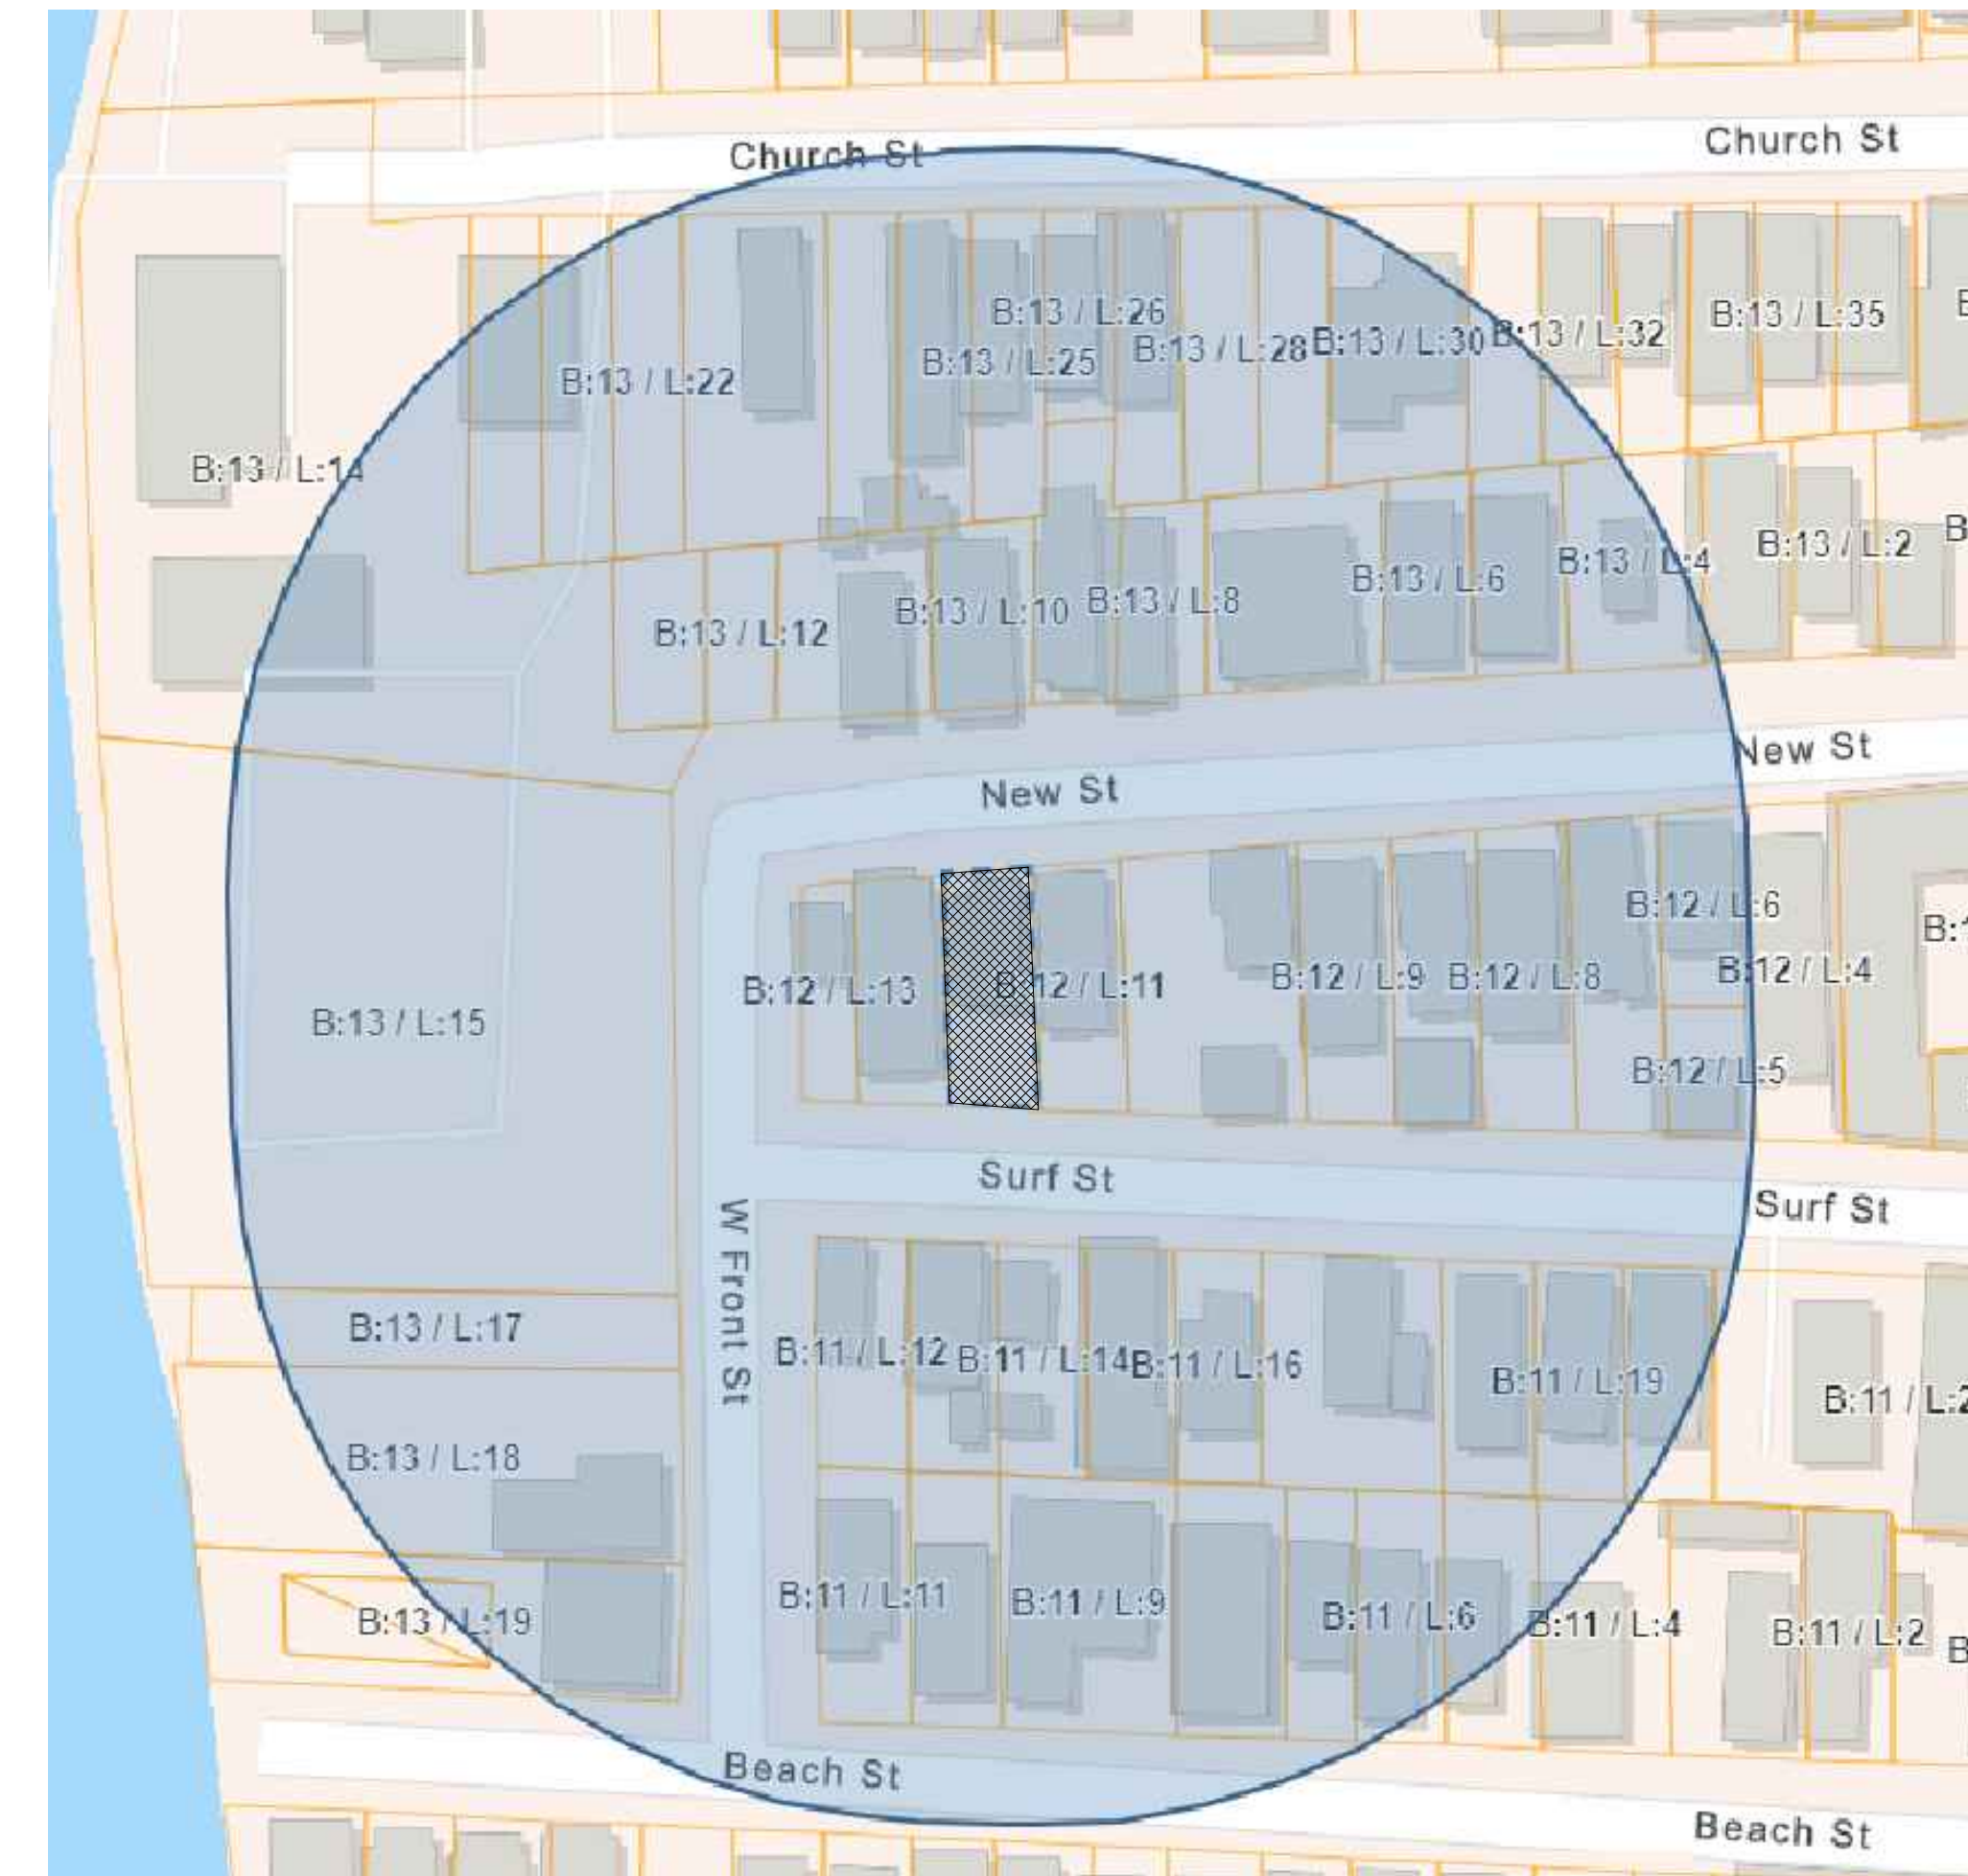 Church St
Church St
B:13 / L:26
B:13 / L:25
B:13 / L:28
B:13 / L:30
B:13 / L:32
B:13 / L:35
B:13 / L:22
B:13 / L:14
B:13 / L:12
B:13 / L:10
B:13 / L:8
B:13 / L:6
B:13 / L:4
B:13 / L:2
New St
New St
B:12 / L:13
B:12 / L:11
B:12 / L:9
B:12 / L:8
B:12 / L:6
B:12 / L:4
B:12 / L:5
B:13 / L:15
Surf St
Surf St
W Front St
B:13 / L:17
B:11 / L:12
B:11 / L:14
B:11 / L:16
B:11 / L:19
B:13 / L:18
B:13 / L:19
B:11 / L:11
B:11 / L:9
B:11 / L:6
B:11 / L:4
B:11 / L:2
Beach St
Beach St